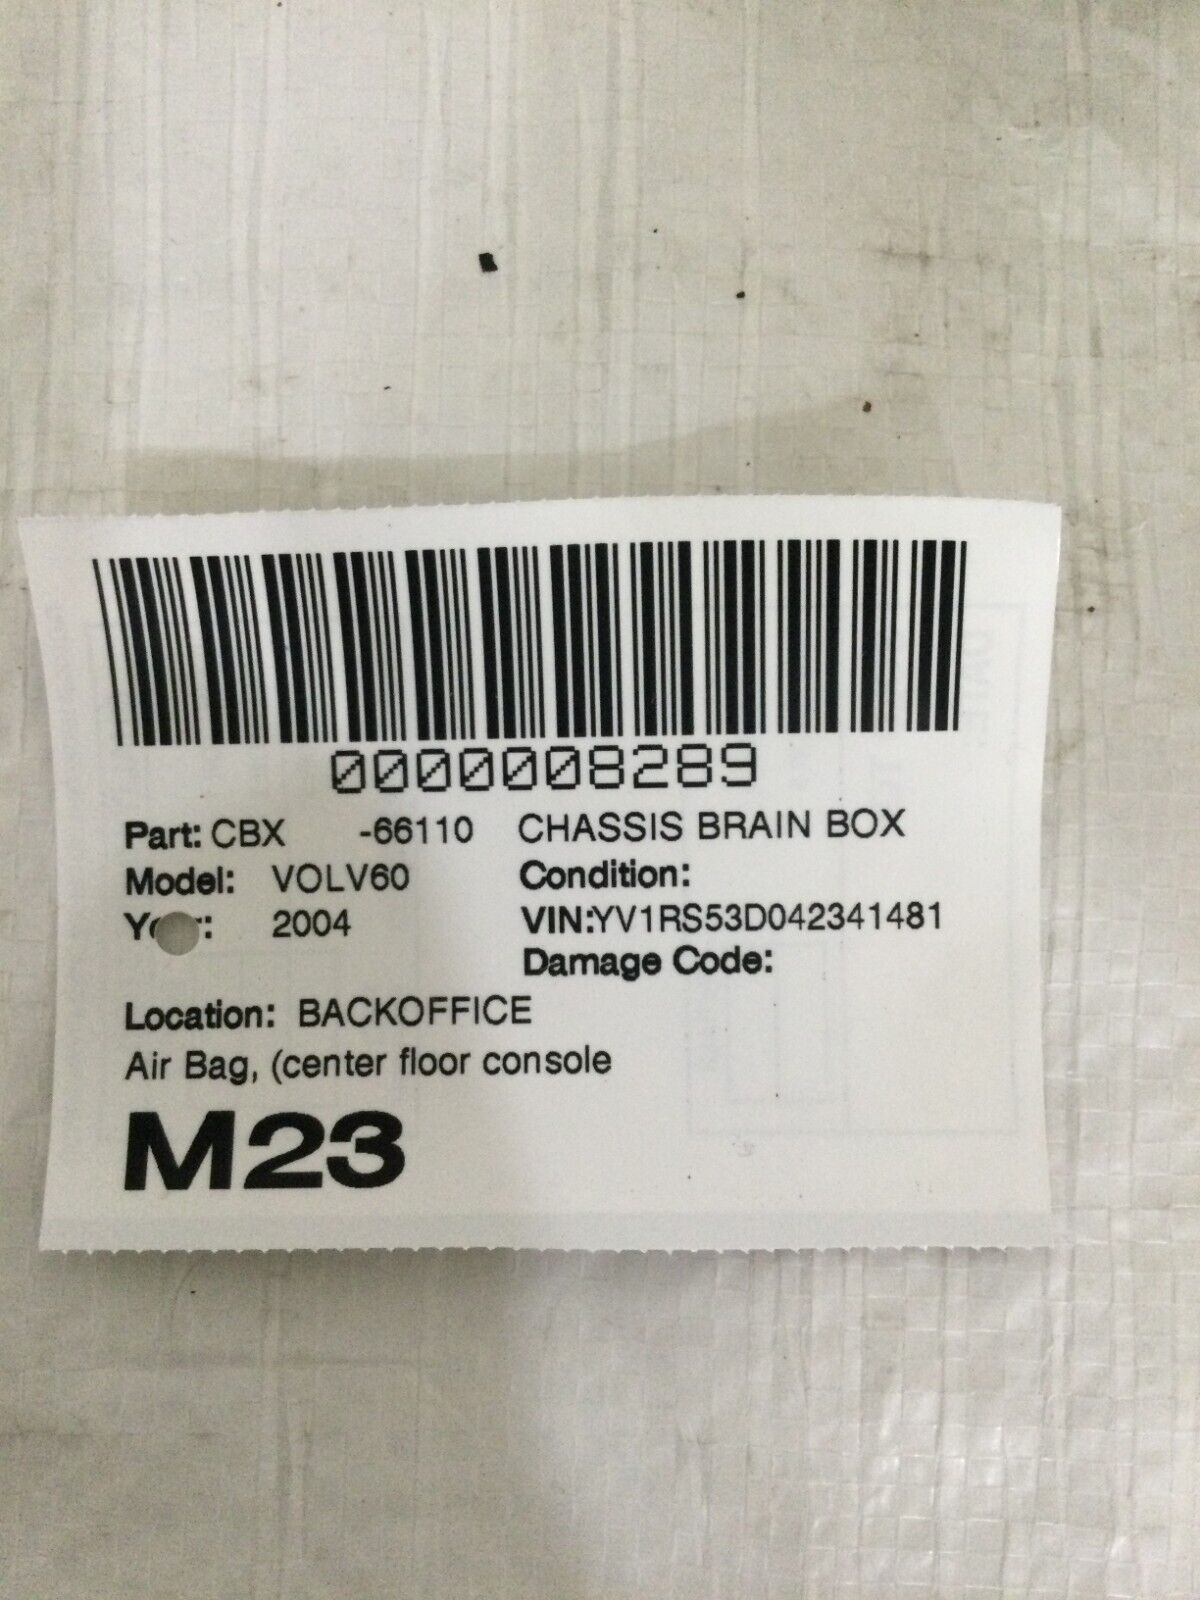 0000008289
Part: CBX -66110 CHASSIS BRAIN BOX
Model: VOLV60 Condition:
Year: 2004 VIN:YV1RS53D042341481
Damage Code:
Location: BACKOFFICE
Air Bag, (center floor console
M23